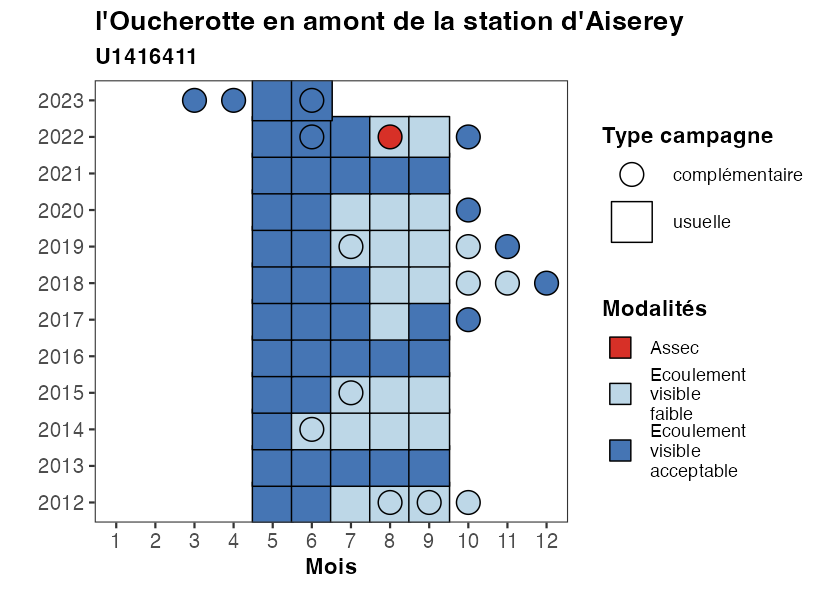 l'Oucherotte en amont de la station d'Aiserey
U1416411
2023
2022
2021
2020
2019
2018
2017
2016
2015
2014
2013
2012
1 2 3 4 5 6 7 8 9 10 11 12
Mois
Type campagne
complémentaire
usuelle
Modalités
Assec
Ecoulement
visible
faible
Ecoulement
visible
acceptable